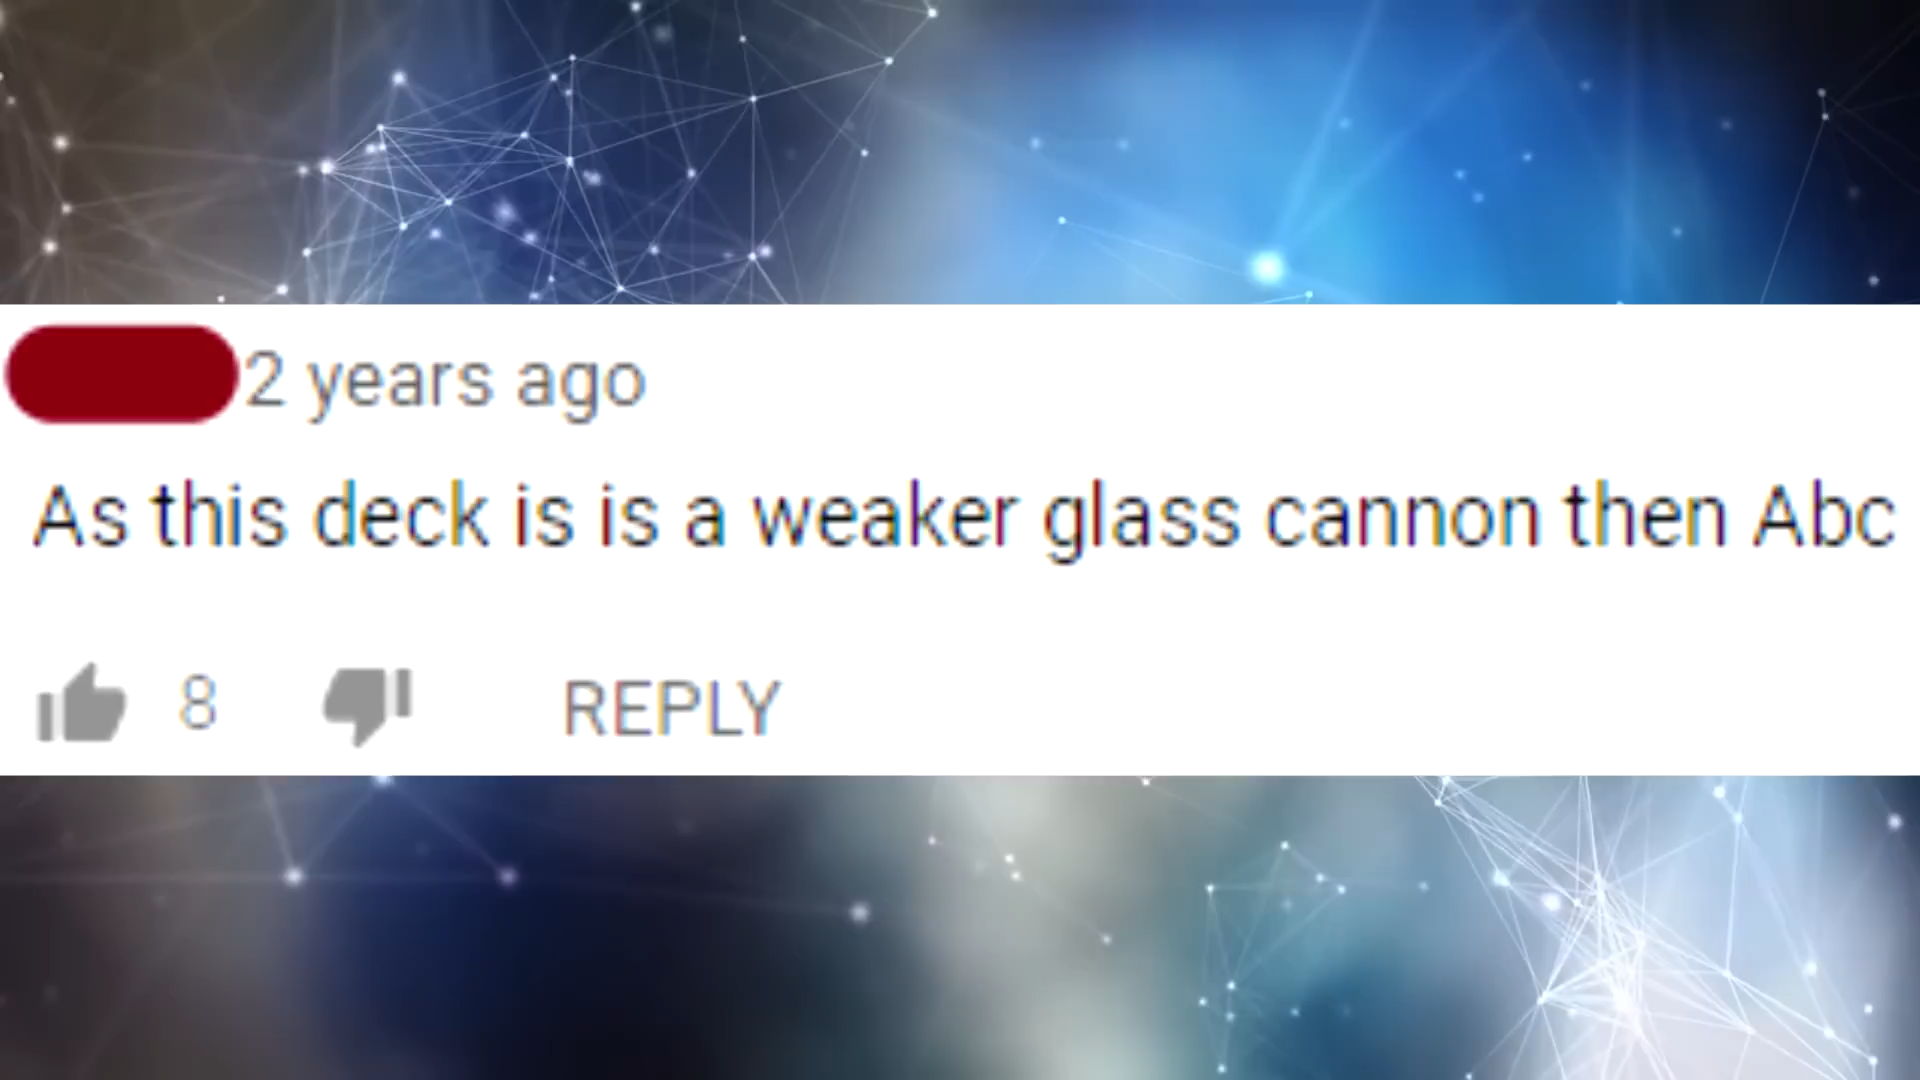 2 years ago
As this deck is is a weaker glass cannon then Abc
8 REPLY